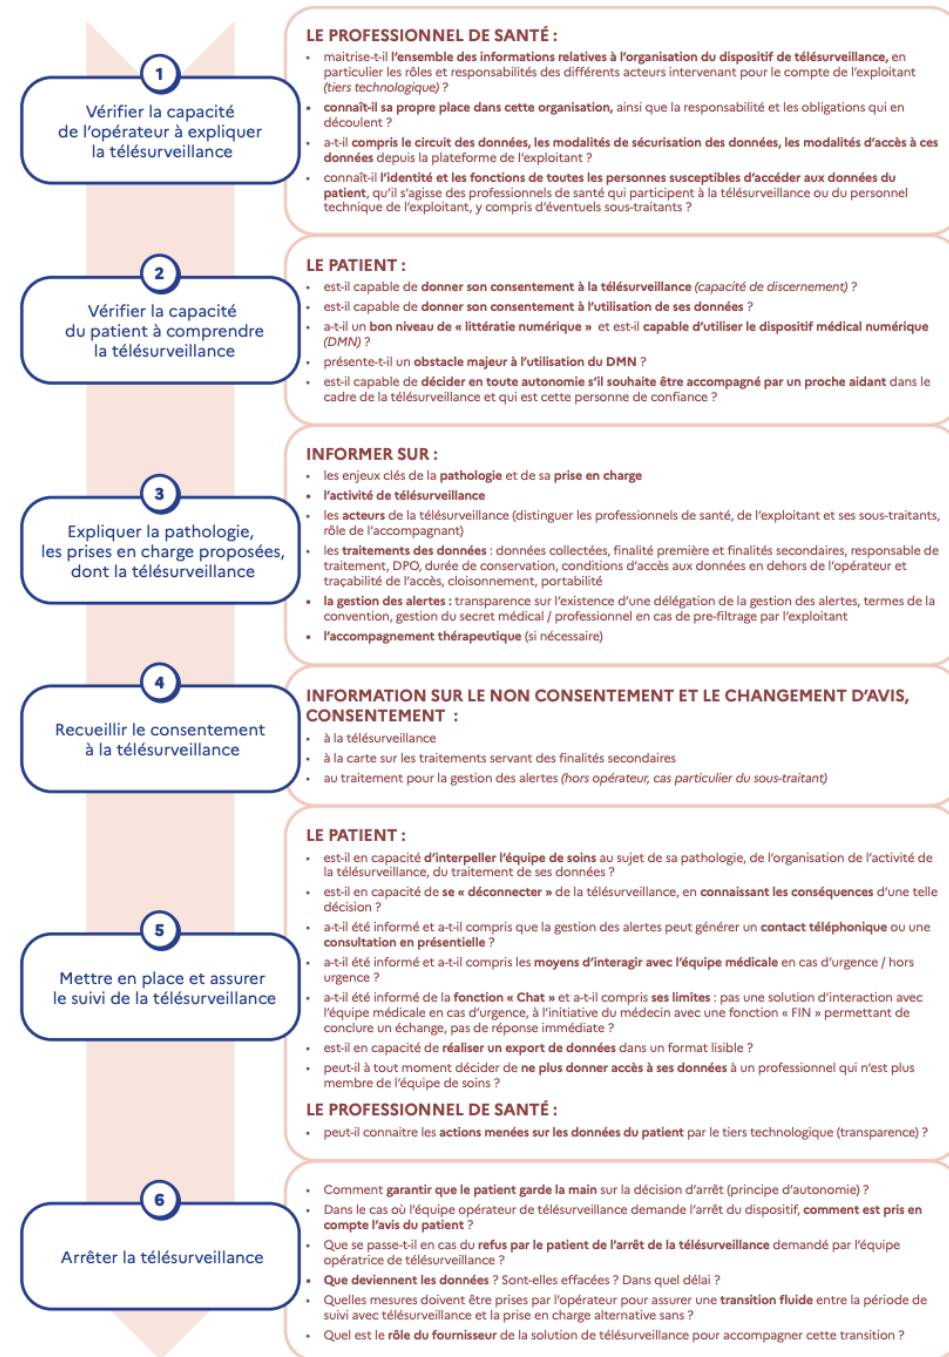 1
Vérifier la capacité
de l'opérateur à expliquer
la télésurveillance
LE PROFESSIONNEL DE SANTÉ :
• maitrise-t-il l'ensemble des informations relatives à l'organisation du dispositif de télésurveillance, en
particulier les rôles et responsabilités des différents acteurs intervenant pour le compte de l'exploitant
(tiers technologique) ?
• connaît-il sa propre place dans cette organisation, ainsi que la responsabilité et les obligations qui en
découlent ?
• a-t-il compris le circuit des données, les modalités de sécurisation des données, les modalités d'accès à ces
données depuis la plateforme de l'exploitant ?
• connaît-il l'identité et les fonctions de toutes les personnes susceptibles d'accéder aux données du
patient, qu'il s'agisse des professionnels de santé qui participent à la télésurveillance ou du personnel
technique de l'exploitant, y compris d'éventuels sous-traitants ?
2
Vérifier la capacité
du patient à comprendre
la télésurveillance
LE PATIENT :
• est-il capable de donner son consentement à la télésurveillance (capacité de discernement) ?
• est-il capable de donner son consentement à l'utilisation de ses données ?
• a-t-il un bon niveau de « littératie numérique » et est-il capable d'utiliser le dispositif médical numérique
(DMN) ?
• présente-t-il un obstacle majeur à l'utilisation du DMN ?
• est-il capable de décider en toute autonomie s'il souhaite être accompagné par un proche aidant dans le
cadre de la télésurveillance et qui est cette personne de confiance ?
3
Expliquer la pathologie,
les prises en charge proposées,
dont la télésurveillance
INFORMER SUR :
• les enjeux clés de la pathologie et de sa prise en charge
• l'activité de télésurveillance
• les acteurs de la télésurveillance (distinguer les professionnels de santé, de l'exploitant et ses sous-traitants,
rôle de l'accompagnant)
• les traitements des données : données collectées, finalité première et finalités secondaires, responsable de
traitement, DPO, durée de conservation, conditions d'accès aux données en dehors de l'opérateur et
traçabilité de l'accès, cloisonnement, portabilité
• la gestion des alertes : transparence sur l'existence d'une délégation de la gestion des alertes, termes de la
convention, gestion du secret médical / professionnel en cas de pre-filtrage par l'exploitant
• l'accompagnement thérapeutique (si nécessaire)
4
Recueillir le consentement
à la télésurveillance
INFORMATION SUR LE NON CONSENTEMENT ET LE CHANGEMENT D'AVIS,
CONSENTEMENT :
• à la télésurveillance
• à la carte sur les traitements servant des finalités secondaires
• au traitement pour la gestion des alertes (hors opérateur, cas particulier du sous-traitant)
5
Mettre en place et assurer
le suivi de la télésurveillance
LE PATIENT :
• est-il en capacité d'interpeller l'équipe de soins au sujet de sa pathologie, de l'organisation de l'activité de
la télésurveillance, du traitement de ses données ?
• est-il en capacité de se « déconnecter » de la télésurveillance, en connaissant les conséquences d'une telle
décision ?
• a-t-il été informé et a-t-il compris que la gestion des alertes peut générer un contact téléphonique ou une
consultation en présentielle ?
• a-t-il été informé et a-t-il compris les moyens d'interagir avec l'équipe médicale en cas d'urgence / hors
urgence ?
• a-t-il été informé de la fonction « Chat » et a-t-il compris ses limites : pas une solution d'interaction avec
l'équipe médicale en cas d'urgence, à l'initiative du médecin avec une fonction « FIN » permettant de
conclure un échange, pas de réponse immédiate ?
• est-il en capacité de réaliser un export de données dans un format lisible ?
• peut-il à tout moment décider de ne plus donner accès à ses données à un professionnel qui n'est plus
membre de l'équipe de soins ?
LE PROFESSIONNEL DE SANTÉ :
• peut-il connaitre les actions menées sur les données du patient par le tiers technologique (transparence) ?
6
Arrêter la télésurveillance
• Comment garantir que le patient garde la main sur la décision d'arrêt (principe d'autonomie) ?
• Dans le cas où l'équipe opérateur de télésurveillance demande l'arrêt du dispositif, comment est pris en
compte l'avis du patient ?
• Que se passe-t-il en cas du refus par le patient de l'arrêt de la télésurveillance demandé par l'équipe
opératrice de télésurveillance ?
• Que deviennent les données ? Sont-elles effacées ? Dans quel délai ?
• Quelles mesures doivent être prises par l'opérateur pour assurer une transition fluide entre la période de
suivi avec télésurveillance et la prise en charge alternative sans ?
• Quel est le rôle du fournisseur de la solution de télésurveillance pour accompagner cette transition ?